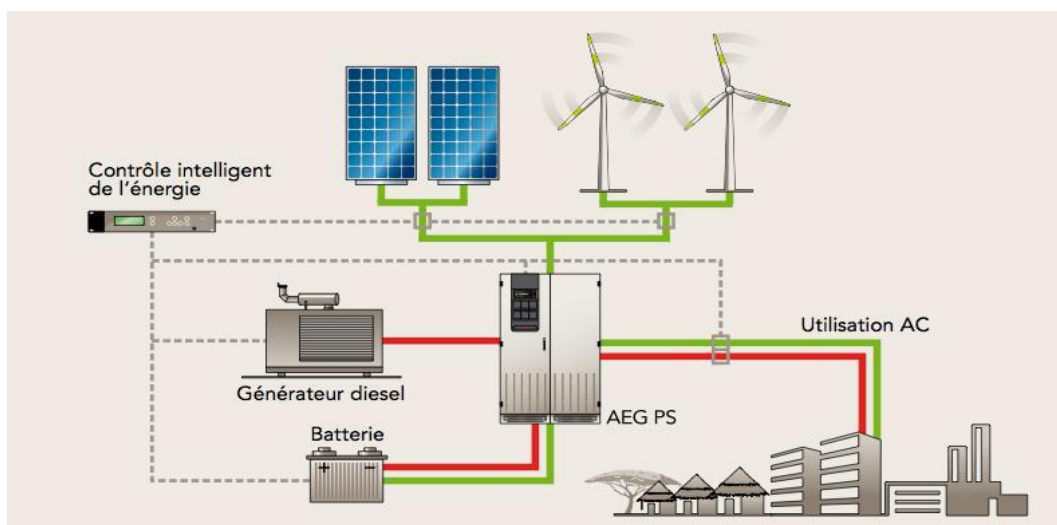 Contrôle intelligent
de l'énergie
Utilisation AC
Générateur diesel
AEG PS
Batterie
+ −